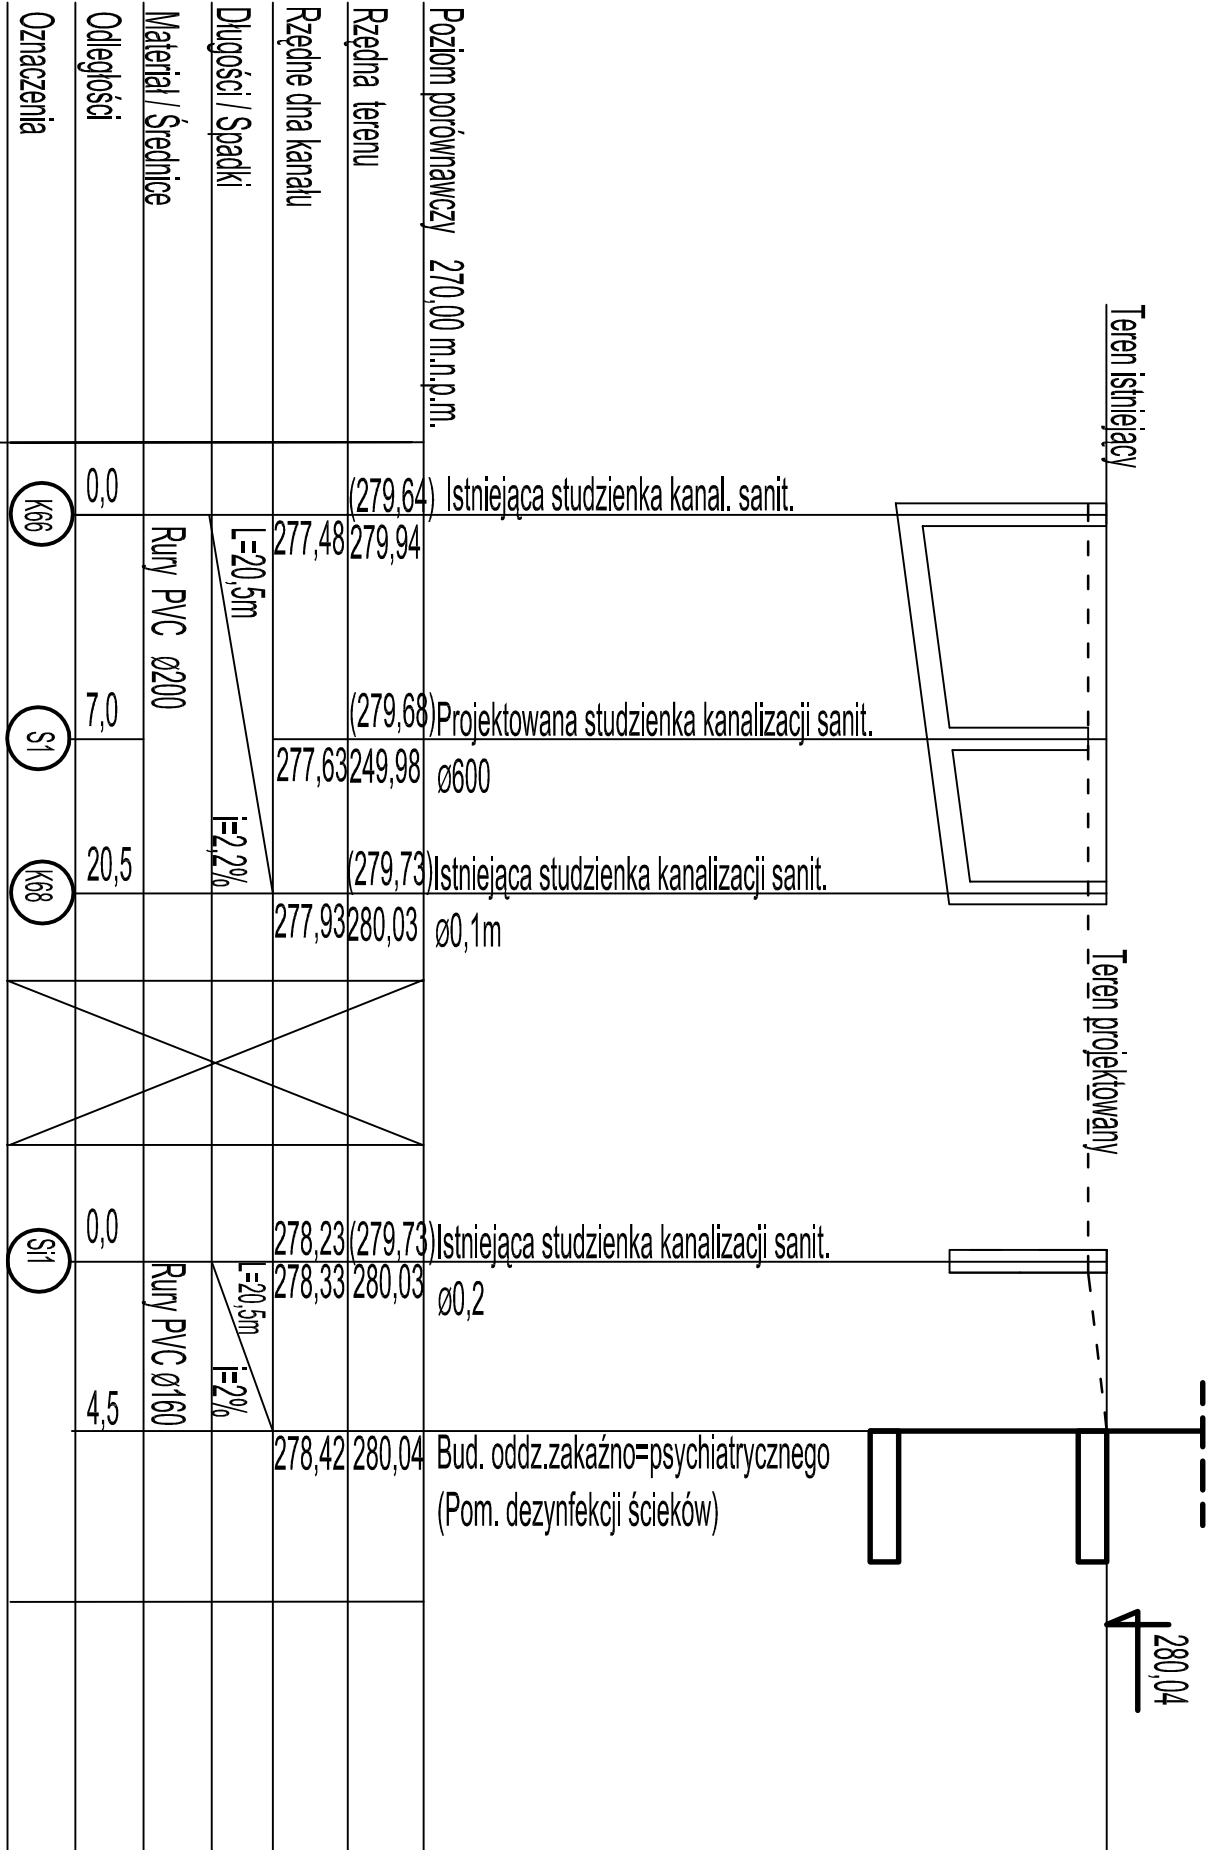 Teren istniejący
Teren projektowany
280,04
Poziom porównawczy 270,00 m.n.p.m.
Istniejąca studzienka kanal. sanit.
Projektowana studzienka kanalizacji sanit.
ø600
Istniejąca studzienka kanalizacji sanit.
ø0,1m
Istniejąca studzienka kanalizacji sanit.
ø0,2
Bud. oddz.zakaźno=psychiatrycznego
(Pom. dezynfekcji ścieków)
Rzędna terenu
(279,64)
279,94
(279,68)
249,98
(279,73)
280,03
(279,73)
280,03
280,04
Rzędne dna kanału
277,48
277,63
277,93
278,23
278,33
278,42
Długości / Spadki
L=20,5m
i=2,2%
L=20,5m
i=2%
Materiał / Średnice
Rury PVC ø200
Rury PVC ø160
Odległości
0,0
7,0
20,5
0,0
4,5
Oznaczenia
K66
S1
K68
Si1